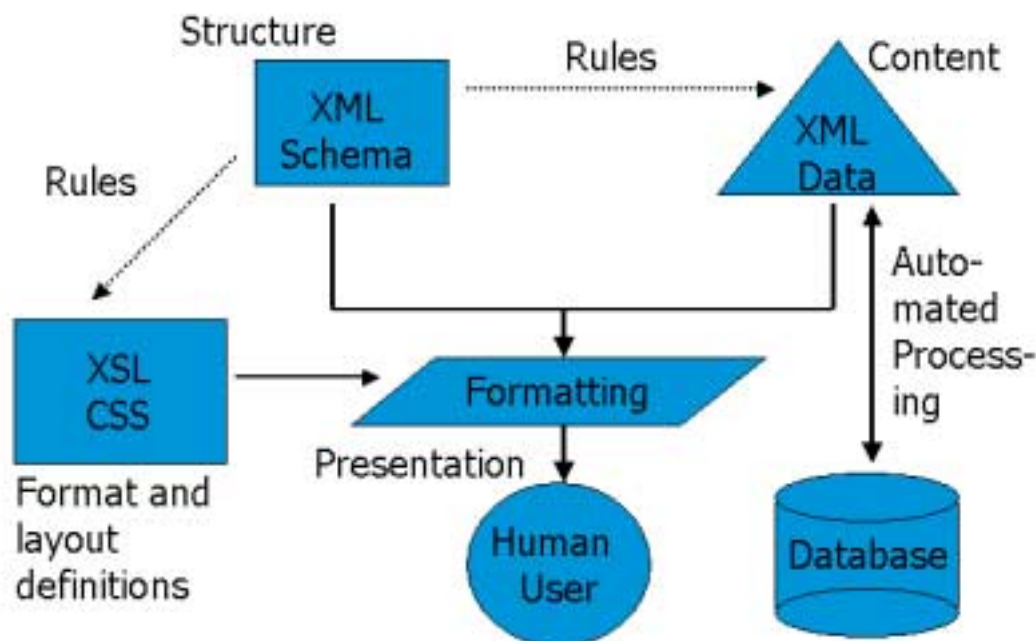 Structure
Rules
Content
XML
Schema
XML
Data
Rules
Auto-
mated
Process-
ing
XSL
CSS
Formatting
Presentation
Format and
layout
definitions
Human
User
Database